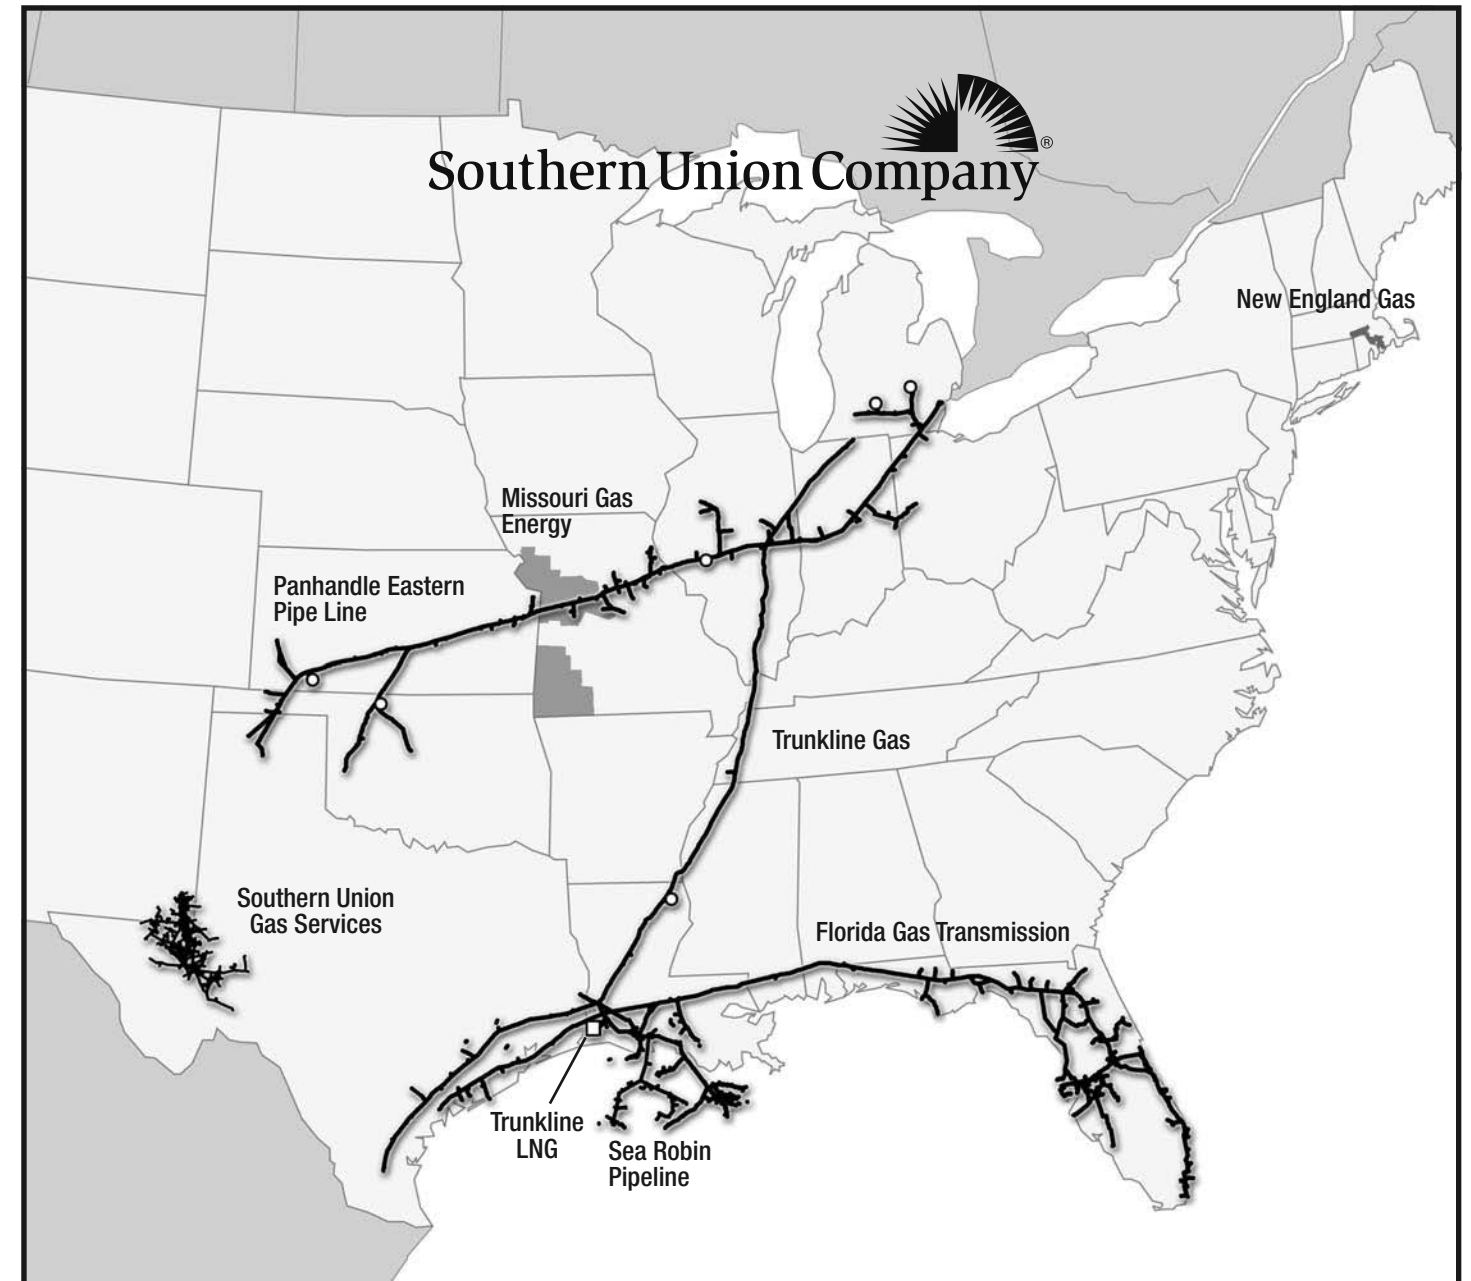 Southern Union Company®
New England Gas
Missouri Gas
Energy
Panhandle Eastern
Pipe Line
Trunkline Gas
Southern Union
Gas Services
Florida Gas Transmission
Trunkline
LNG
Sea Robin
Pipeline